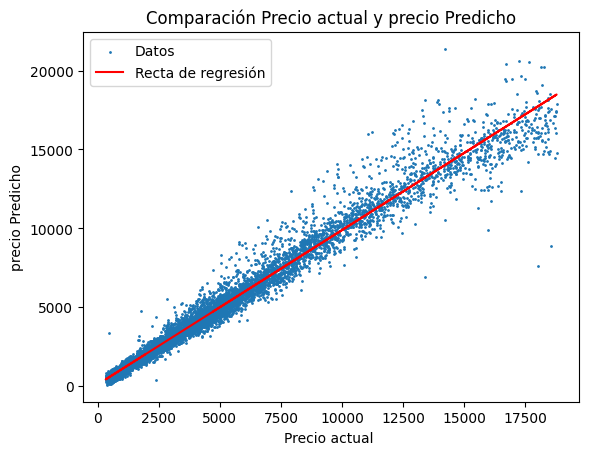 Comparación Precio actual y precio Predicho
Datos
Recta de regresión
precio Predicho
20000
15000
10000
5000
0
0 2500 5000 7500 10000 12500 15000 17500
Precio actual